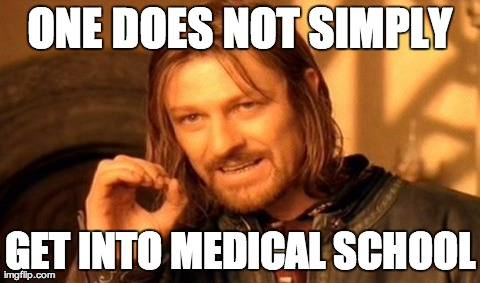 ONE DOES NOT SIMPLY
GET INTO MEDICAL SCHOOL
imgflip.com